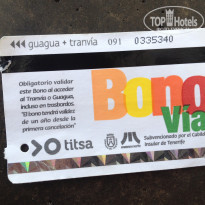 TOP HOTELS
guagua + tranvía 091 0335340
Obligatorio validar
este Bono al acceder
al Tranvía o Guagua,
incluso en trasbordos.
"El bono tendrá validez
de un año desde la
primera cancelación"
Bono
Vía
titsa
Subvencionado por el Cabildo
Insular de Tenerife